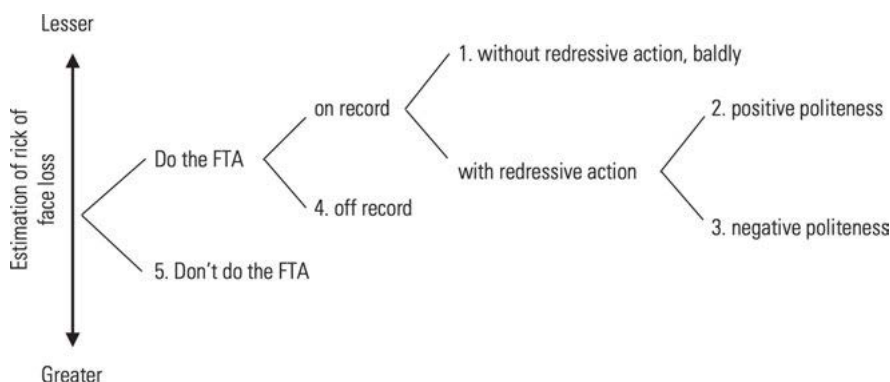 Lesser
1. without redressive action, baldly
on record
2. positive politeness
Do the FTA
with redressive action
4. off record
3. negative politeness
5. Don't do the FTA
Estimation of rick of
face loss
Greater